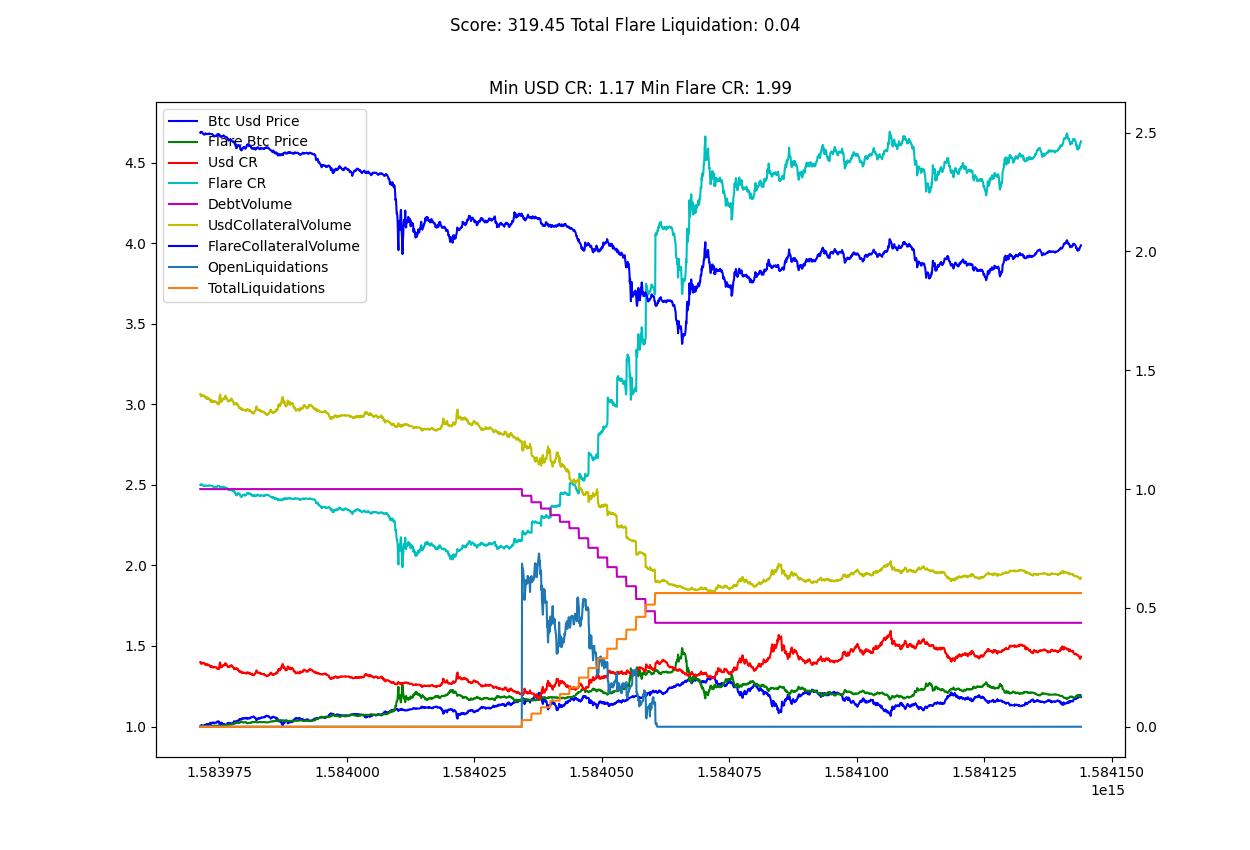 Score: 319.45 Total Flare Liquidation: 0.04
Min USD CR: 1.17 Min Flare CR: 1.99
Btc Usd Price
Flare Btc Price
Usd CR
Flare CR
DebtVolume
UsdCollateralVolume
FlareCollateralVolume
OpenLiquidations
TotalLiquidations
4.5
4.0
3.5
3.0
2.5
2.0
1.5
1.0
2.5
2.0
1.5
1.0
0.5
0.0
1.583975 1.584000 1.584025 1.584050 1.584075 1.584100 1.584125 1.584150
1e15